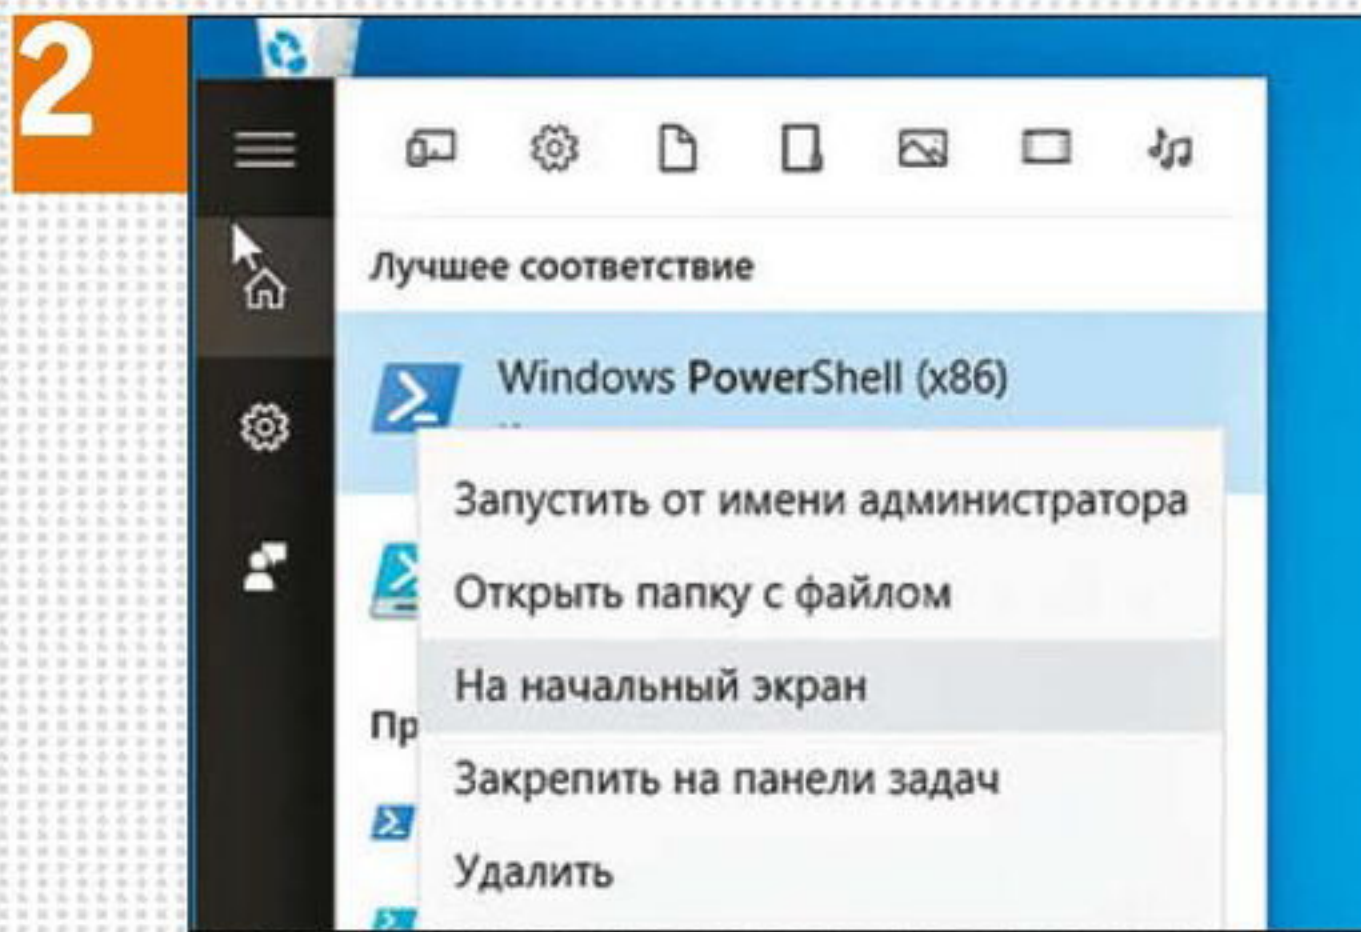 2
Лучшее соответствие
Windows PowerShell (x86)
Запустить от имени администратора
Открыть папку с файлом
На начальный экран
Пр
Закрепить на панели задач
Удалить